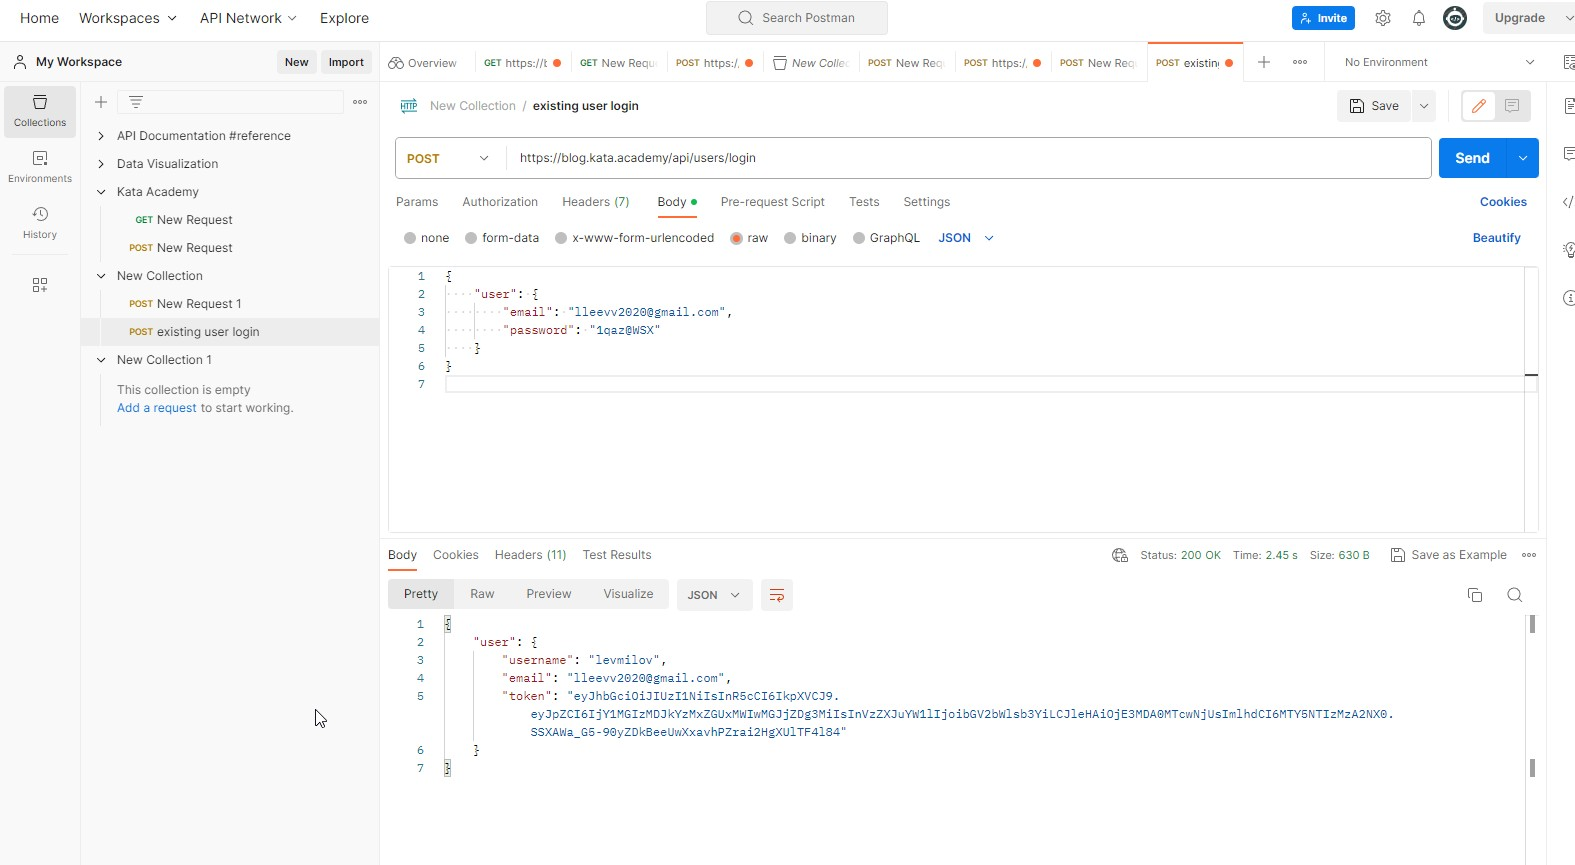 Home Workspaces API Network Explore Search Postman Invite Upgrade
My Workspace New Import
Overview GET https://b GET New Requ POST https:/, New Collec POST New Req POST https:/, POST New Req POST existing No Environment
Collections
Environments
History
API Documentation #reference
Data Visualization
Kata Academy
GET New Request
POST New Request
New Collection
POST New Request 1
POST existing user login
New Collection 1
This collection is empty
Add a request to start working.
HTTP New Collection / existing user login Save
POST https://blog.kata.academy/api/users/login Send
Params Authorization Headers (7) Body Pre-request Script Tests Settings Cookies
none form-data x-www-form-urlencoded raw binary GraphQL JSON Beautify
1 {
2 "user": {
3 "email": "lleevv2020@gmail.com",
4 "password": "1qaz@WSX"
5 }
6 }
7
Body Cookies Headers (11) Test Results Status: 200 OK Time: 2.45 s Size: 630 B Save as Example
Pretty Raw Preview Visualize JSON
1 {
2 "user": {
3 "username": "levmilov",
4 "email": "lleevv2020@gmail.com",
5 "token": "eyJhbGciOiJIUzI1NiIsInR5cCI6IkpXVCJ9.
eyJpZCI6IjY1MGIzMDJkYzMxZGUxMWIwMGJjZDg3MiIsInVzZXJuYW1lIjoibGV2bWlsb3YiLCJleHAiOjE3MDA0MTcwNjUsImlhdCI6MTY5NTIzMzA2NX0.
SSXAWa_G5-90yZDkBeeUwXxavhPZrai2HgXUlTF4l84"
6 }
7 }